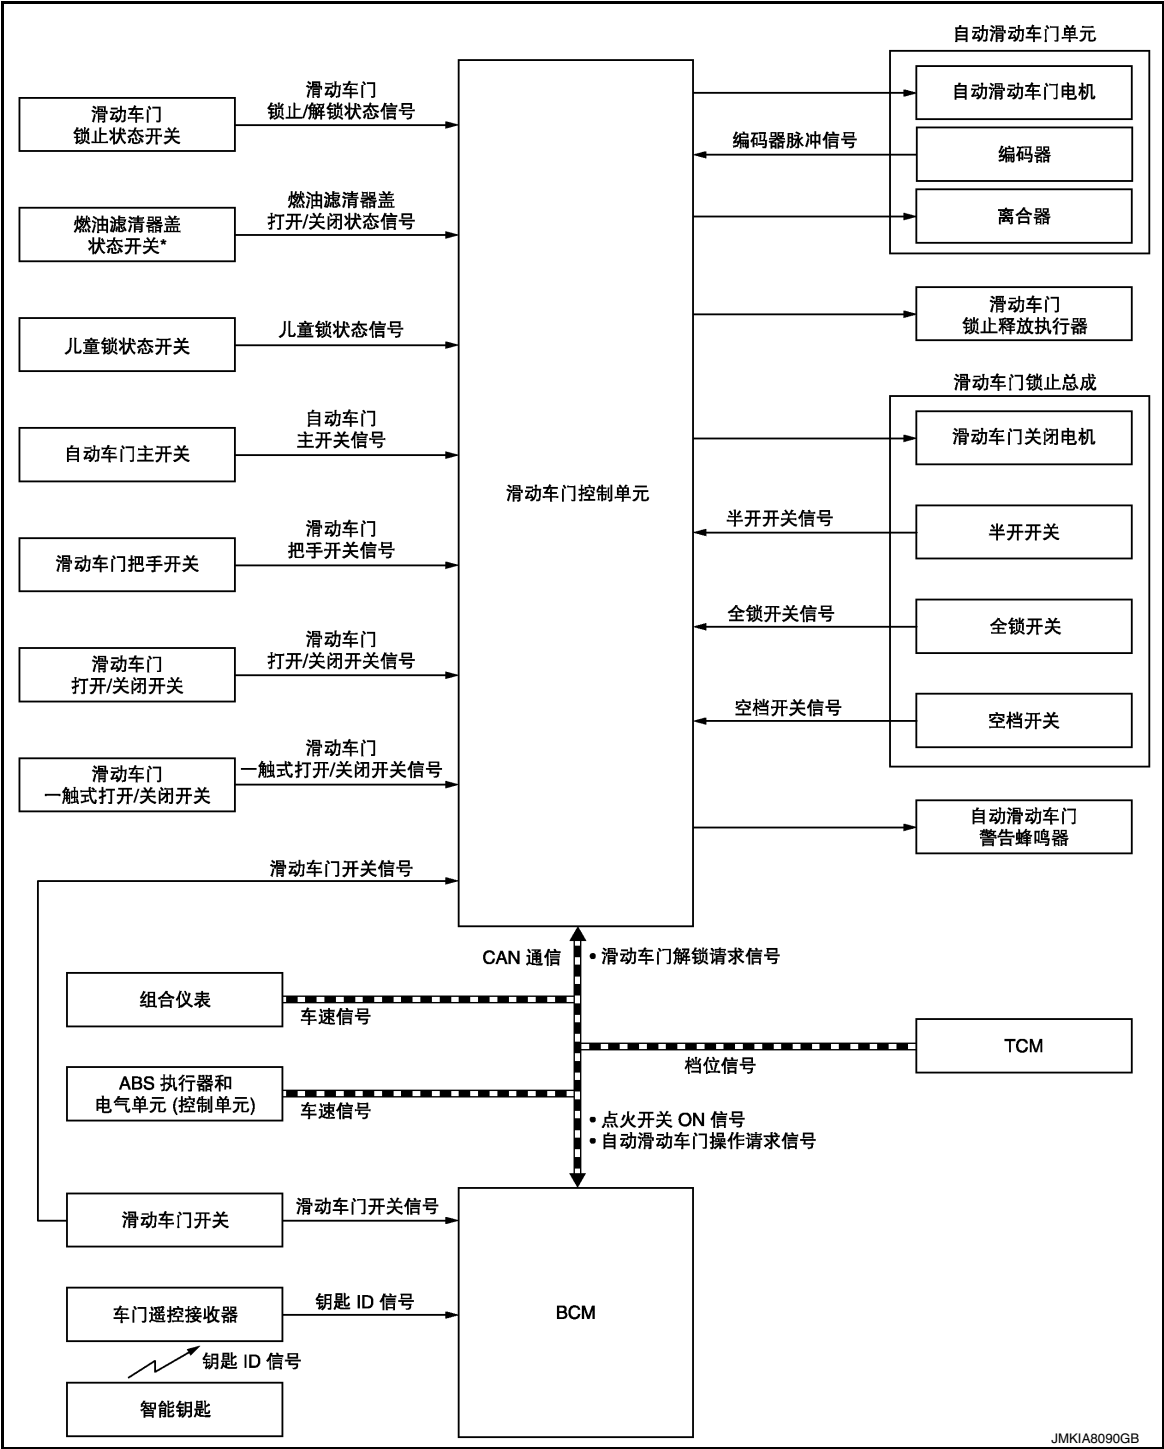 自动滑动车门单元
滑动车门
锁止/解锁状态信号
滑动车门
锁止状态开关
自动滑动车门电机
编码器脉冲信号
编码器
燃油滤清器盖
打开/关闭状态信号
燃油滤清器盖
状态开关*
离合器
滑动车门
锁止释放执行器
儿童锁状态信号
儿童锁状态开关
滑动车门锁止总成
自动车门
主开关信号
自动车门主开关
滑动车门关闭电机
滑动车门控制单元
半开开关信号
半开开关
滑动车门
把手开关信号
滑动车门把手开关
全锁开关信号
全锁开关
滑动车门
打开/关闭开关信号
滑动车门
打开/关闭开关
空档开关信号
空档开关
滑动车门
一触式打开/关闭开关信号
滑动车门
一触式打开/关闭开关
自动滑动车门
警告蜂鸣器
滑动车门开关信号
CAN 通信
• 滑动车门解锁请求信号
组合仪表
车速信号
TCM
档位信号
ABS 执行器和
电气单元 (控制单元)
车速信号
• 点火开关 ON 信号
• 自动滑动车门操作请求信号
滑动车门开关
滑动车门开关信号
车门遥控接收器
钥匙 ID 信号
BCM
钥匙 ID 信号
智能钥匙
JMKIA8090GB